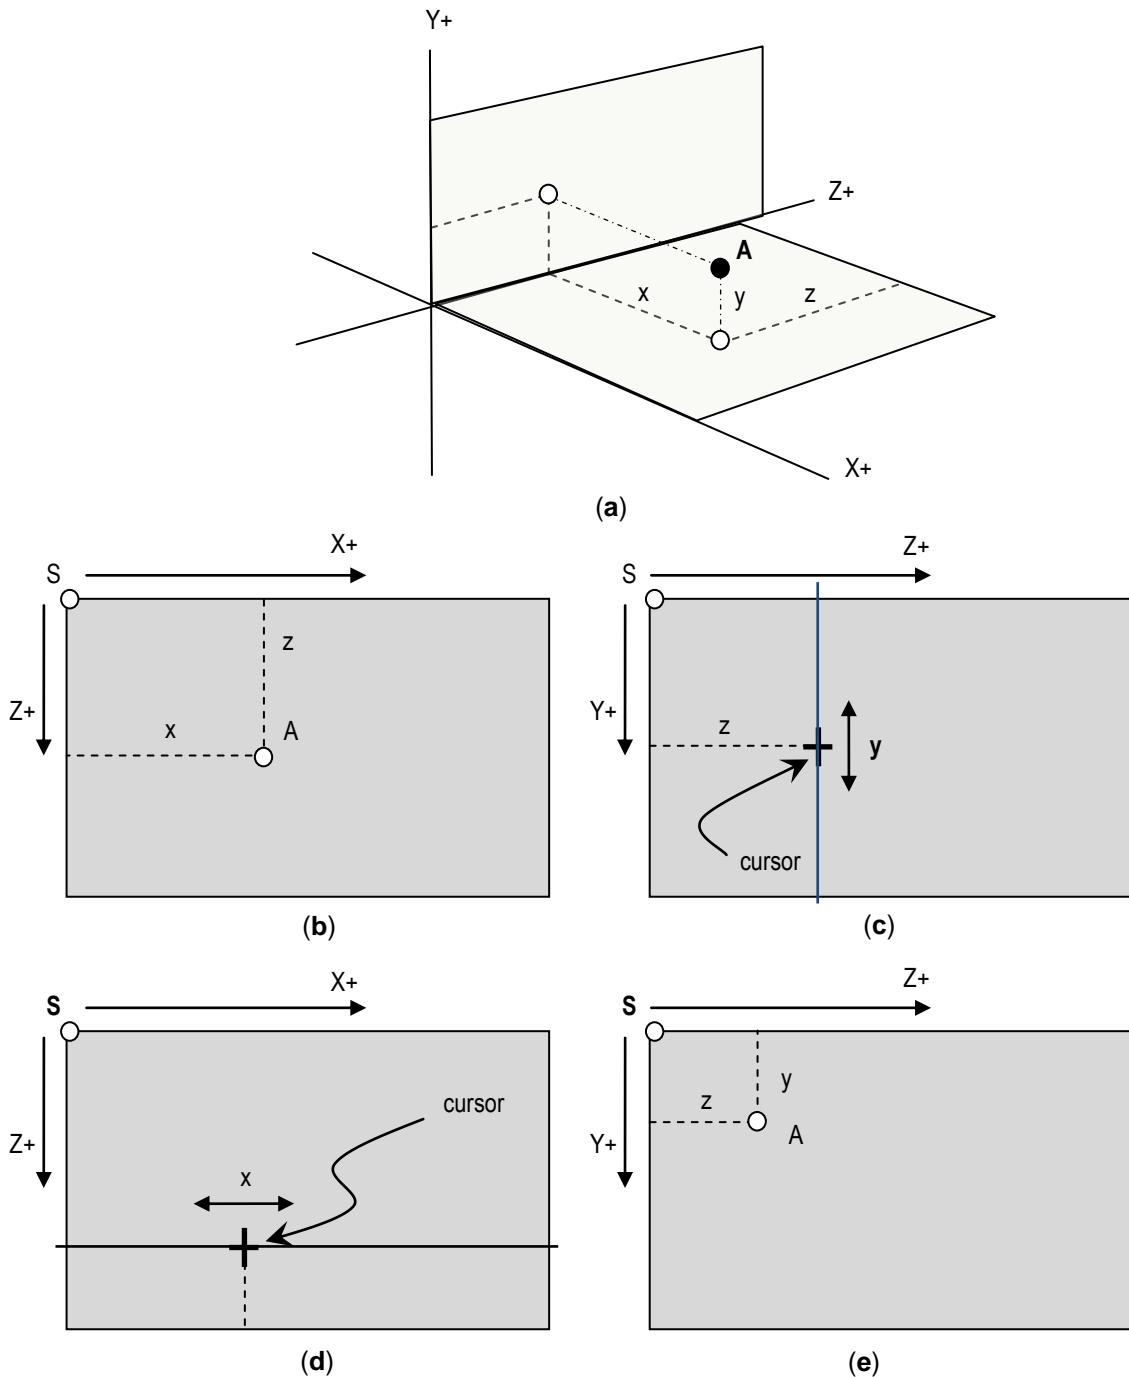 Y+
Z+
A
x
y
z
X+
(a)
X+
S
z
Z+
x
A
(b)
Z+
S
Y+
z
y
cursor
(c)
X+
S
cursor
Z+
x
(d)
Z+
S
y
z
Y+
A
(e)